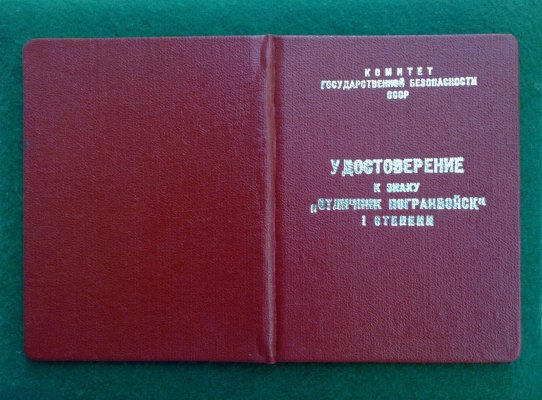 КОМИТЕТ
ГОСУДАРСТВЕННОЙ БЕЗОПАСНОСТИ
СССР
УДОСТОВЕРЕНИЕ
К ЗНАКУ
„ОТЛИЧНИК ПОГРАНВОЙСК“
I СТЕПЕНИ